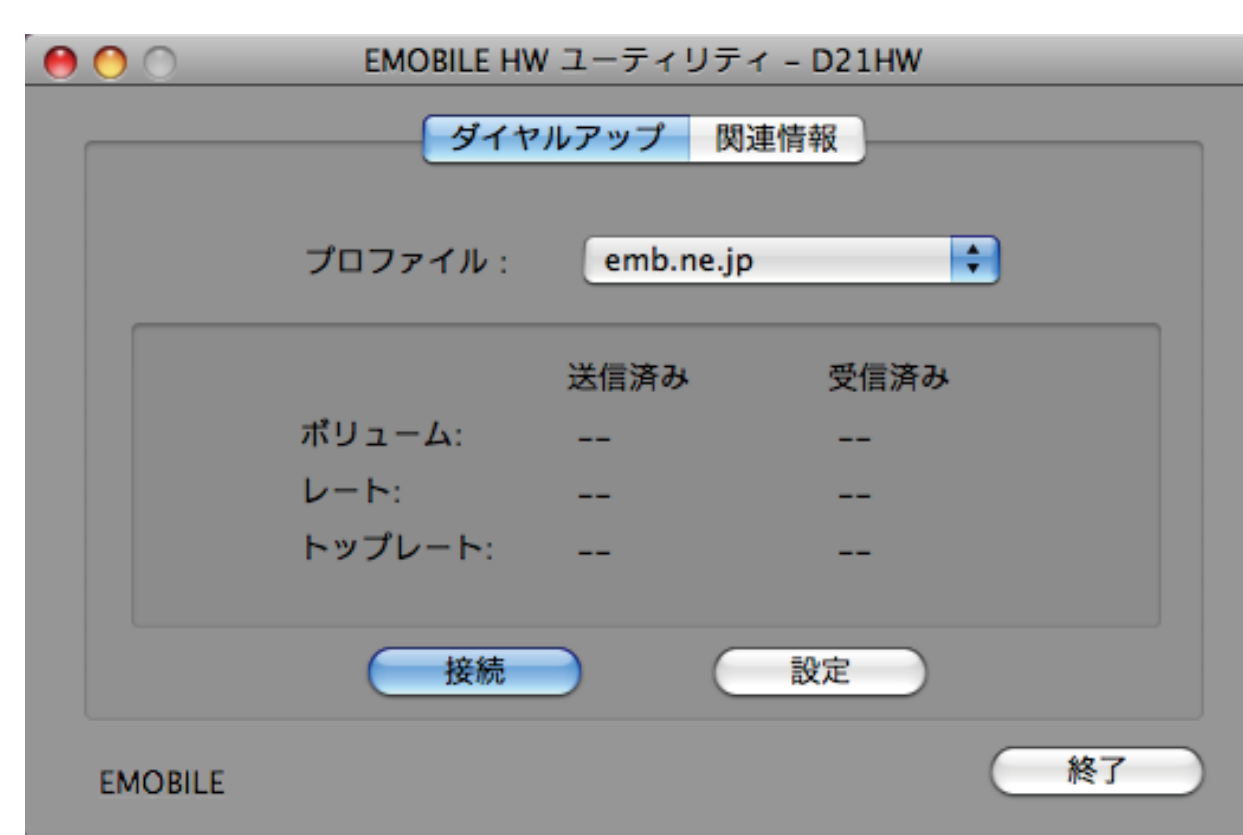 EMOBILE HW ユーティリティ – D21HW
ダイヤルアップ 関連情報
プロファイル : emb.ne.jp
送信済み 受信済み
ボリューム: -- --
レート: -- --
トップレート: -- --
接続 設定
EMOBILE 終了